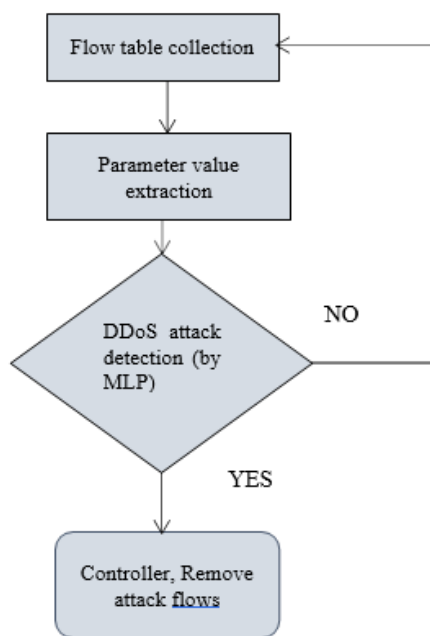 Flow table collection
Parameter value
extraction
DDoS attack
detection (by
MLP)
NO
YES
Controller, Remove
attack flows